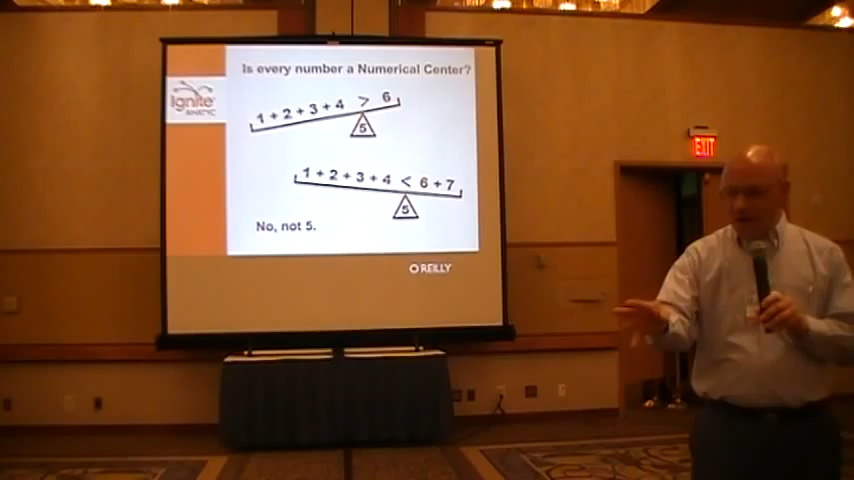 Is every number a Numerical Center?
Ignite
AMATYC
1 + 2 + 3 + 4 > 6
5
1 + 2 + 3 + 4 < 6 + 7
5
No, not 5.
O'REILLY
EXIT